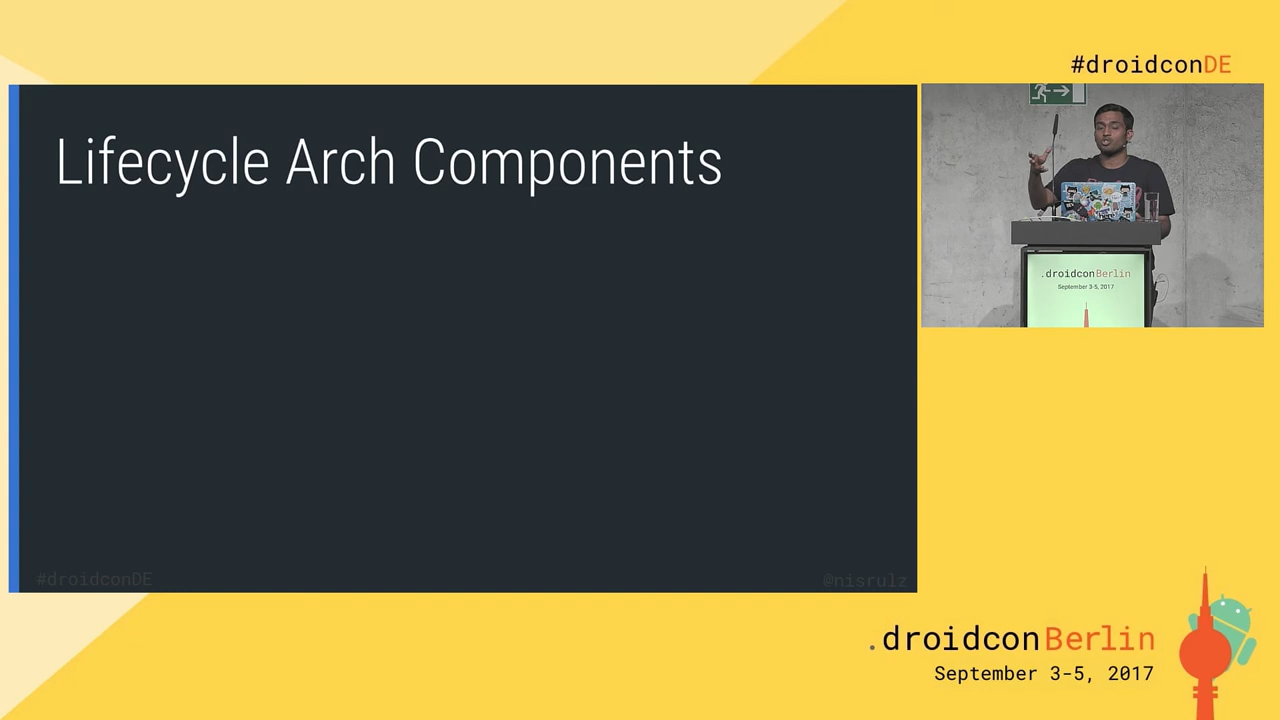 #droidconDE
Lifecycle Arch Components
.droidconBerlin
September 3-5, 2017
#droidconDE
@nisrulz
.droidconBerlin
September 3-5, 2017